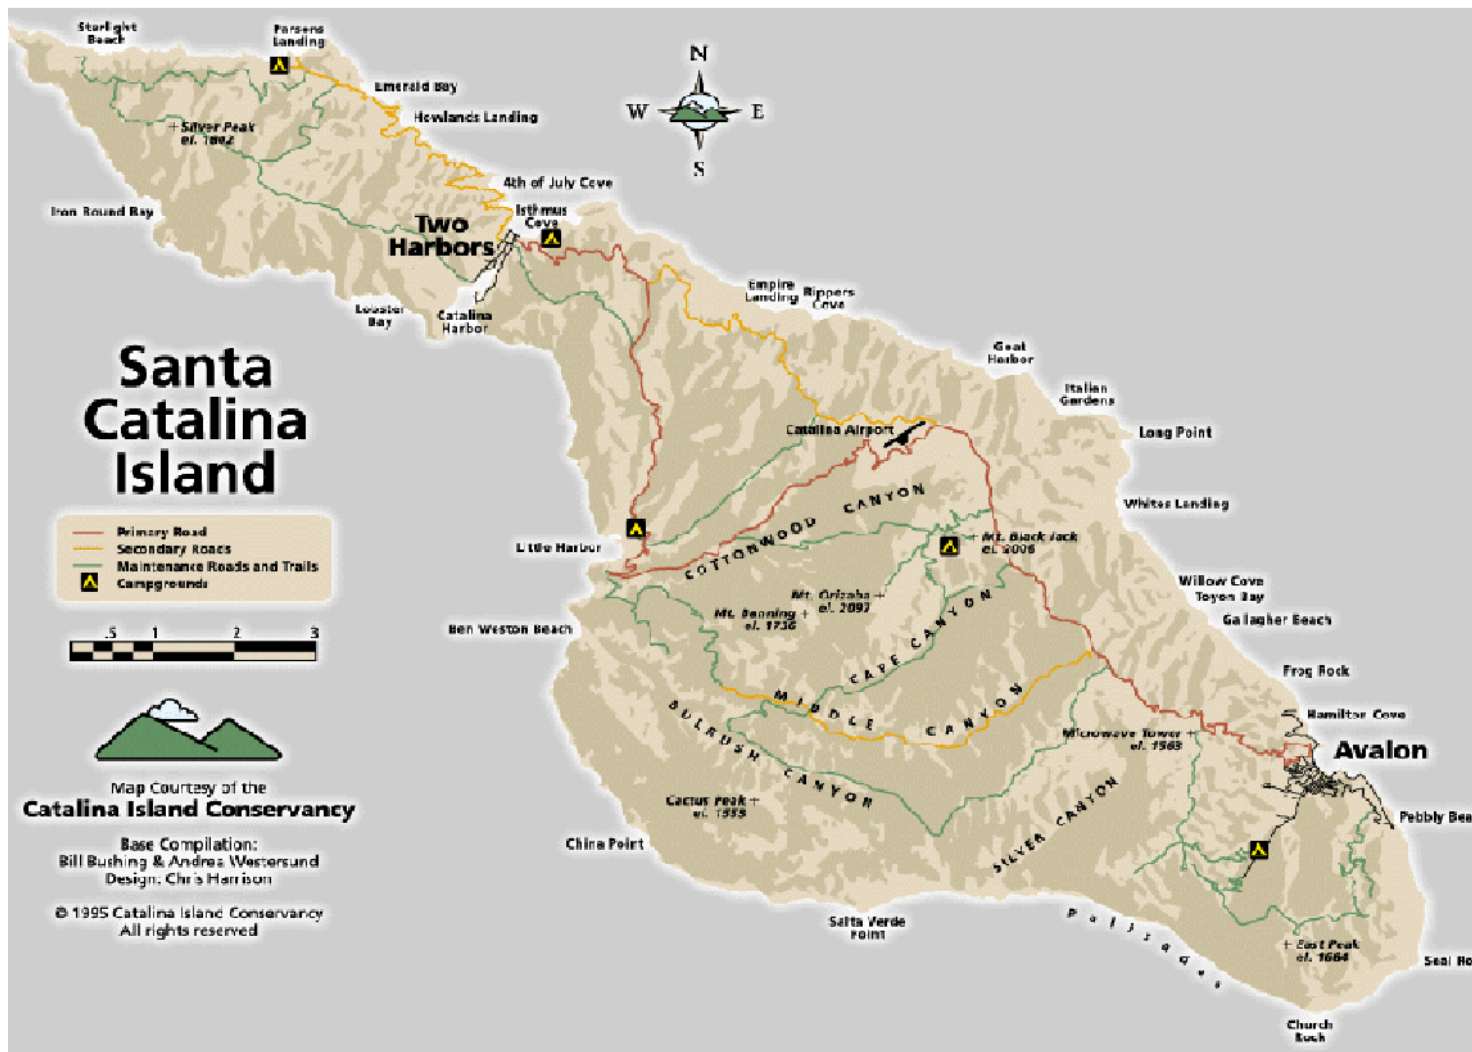 Starlight
Beach
Parsons
Landing
Emerald Bay
Howlands Landing
N
W
E
S
Silver Peak
el. 1802
4th of July Cove
Isthmus
Cove
Iron Bound Bay
Two
Harbors
Lobster
Bay
Catalina
Harbor
Empire
Landing
Rippers
Cove
Goat
Harbor
Italian
Gardens
Long Point
Catalina Airport
Santa
Catalina
Island
Primary Road
Secondary Roads
Maintenance Roads and Trails
Campgrounds
.5 1 2 3
Little Harbor
COTTONWOOD CANYON
Whites Landing
Mt. Black Jack
el. 2006
Mt. Orizaba
el. 2097
Mt. Banning
el. 1736
Willow Cove
Toyon Bay
Gallagher Beach
Ben Weston Beach
CAPE CANYON
Frog Rock
MIDDLE CANYON
BULRUSH CANYON
Hamilton Cove
Microwave Tower
el. 1563
Avalon
Cactus Peak
SILVER CANYON
Pebbly Bea
China Point
Map Courtesy of the
Catalina Island Conservancy
Base Compilation:
Bill Bushing & Andrea Westersund
Design: Chris Harrison
© 1995 Catalina Island Conservancy
All rights reserved
Salta Verde
Point
Palisades
East Peak
el. 1664
Seal Ro
Church
Rock